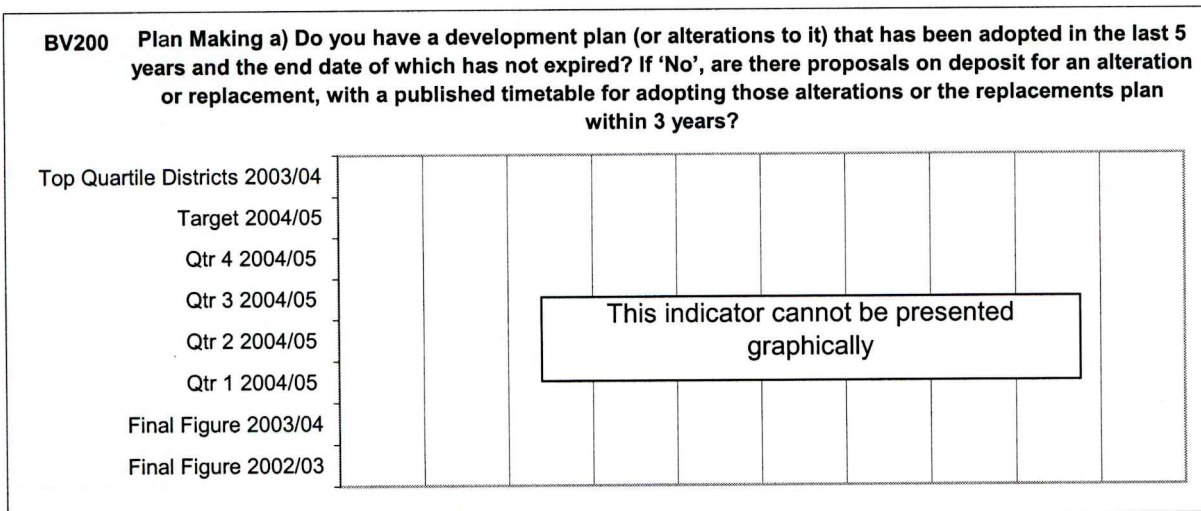 BV200 Plan Making a) Do you have a development plan (or alterations to it) that has been adopted in the last 5
years and the end date of which has not expired? If ‘No’, are there proposals on deposit for an alteration
or replacement, with a published timetable for adopting those alterations or the replacements plan
within 3 years?
Top Quartile Districts 2003/04
Target 2004/05
Qtr 4 2004/05
Qtr 3 2004/05
Qtr 2 2004/05
Qtr 1 2004/05
Final Figure 2003/04
Final Figure 2002/03
This indicator cannot be presented
graphically